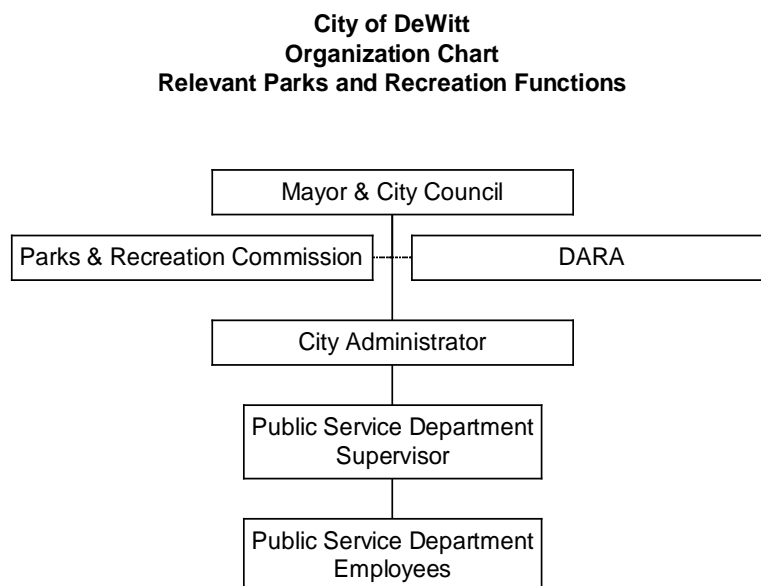 City of DeWitt
Organization Chart
Relevant Parks and Recreation Functions
Mayor & City Council
Parks & Recreation Commission
DARA
City Administrator
Public Service Department
Supervisor
Public Service Department
Employees